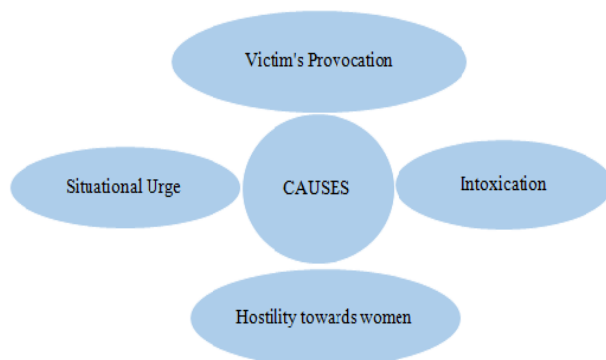 Victim's Provocation
Situational Urge
CAUSES
Intoxication
Hostility towards women